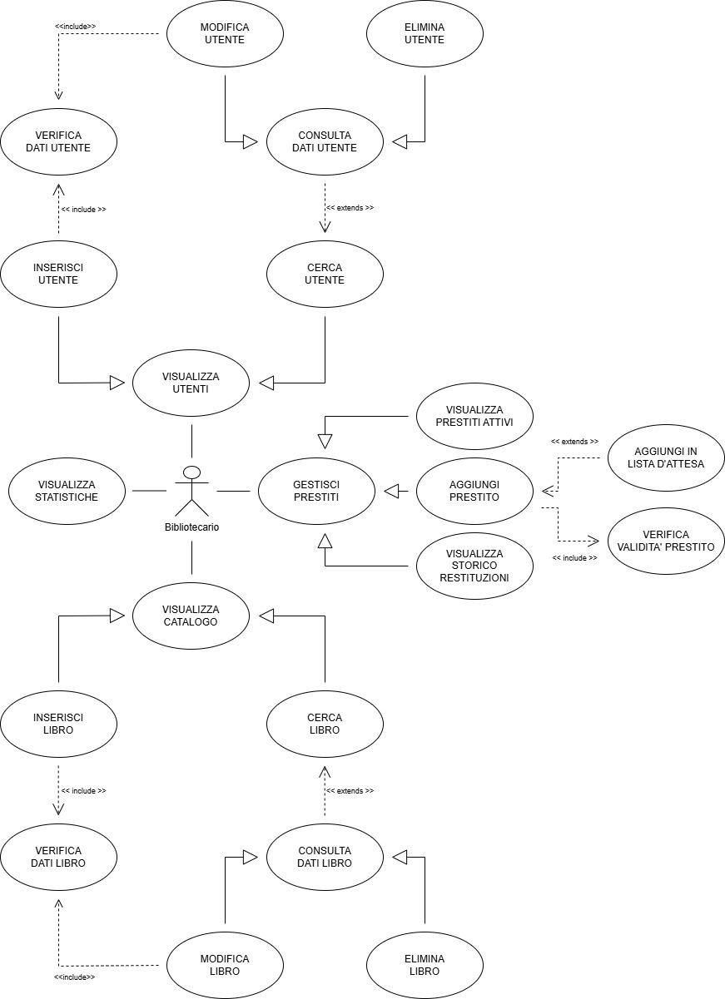 <<include>>
MODIFICA
UTENTE
ELIMINA
UTENTE
VERIFICA
DATI UTENTE
CONSULTA
DATI UTENTE
<< include >>
<< extends >>
INSERISCI
UTENTE
CERCA
UTENTE
VISUALIZZA
UTENTI
VISUALIZZA
PRESTITI ATTIVI
<< extends >>
AGGIUNGI IN
LISTA D'ATTESA
VISUALIZZA
STATISTICHE
Bibliotecario
GESTISCI
PRESTITI
AGGIUNGI
PRESTITO
VERIFICA
VALIDITA' PRESTITO
<< include >>
VISUALIZZA
STORICO
RESTITUZIONI
VISUALIZZA
CATALOGO
INSERISCI
LIBRO
CERCA
LIBRO
<< include >>
<< extends >>
VERIFICA
DATI LIBRO
CONSULTA
DATI LIBRO
<<include>>
MODIFICA
LIBRO
ELIMINA
LIBRO